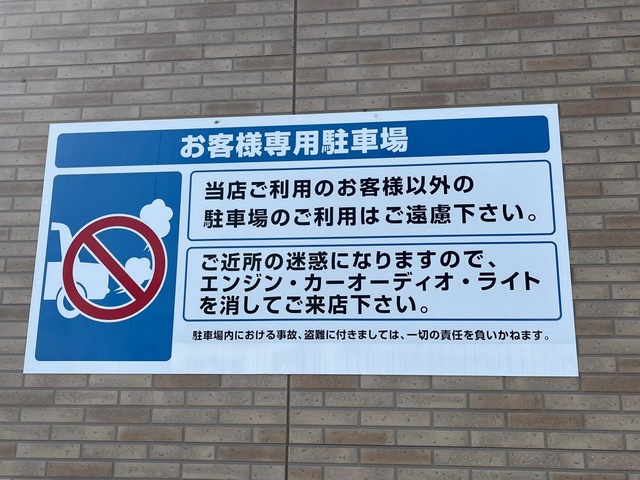 お客様専用駐車場
当店ご利用のお客様以外の
駐車場のご利用はご遠慮下さい。
ご近所の迷惑になりますので、
エンジン・カーオーディオ・ライト
を消してご来店下さい。
駐車場内における事故、盗難に付きましては、一切の責任を負いかねます。